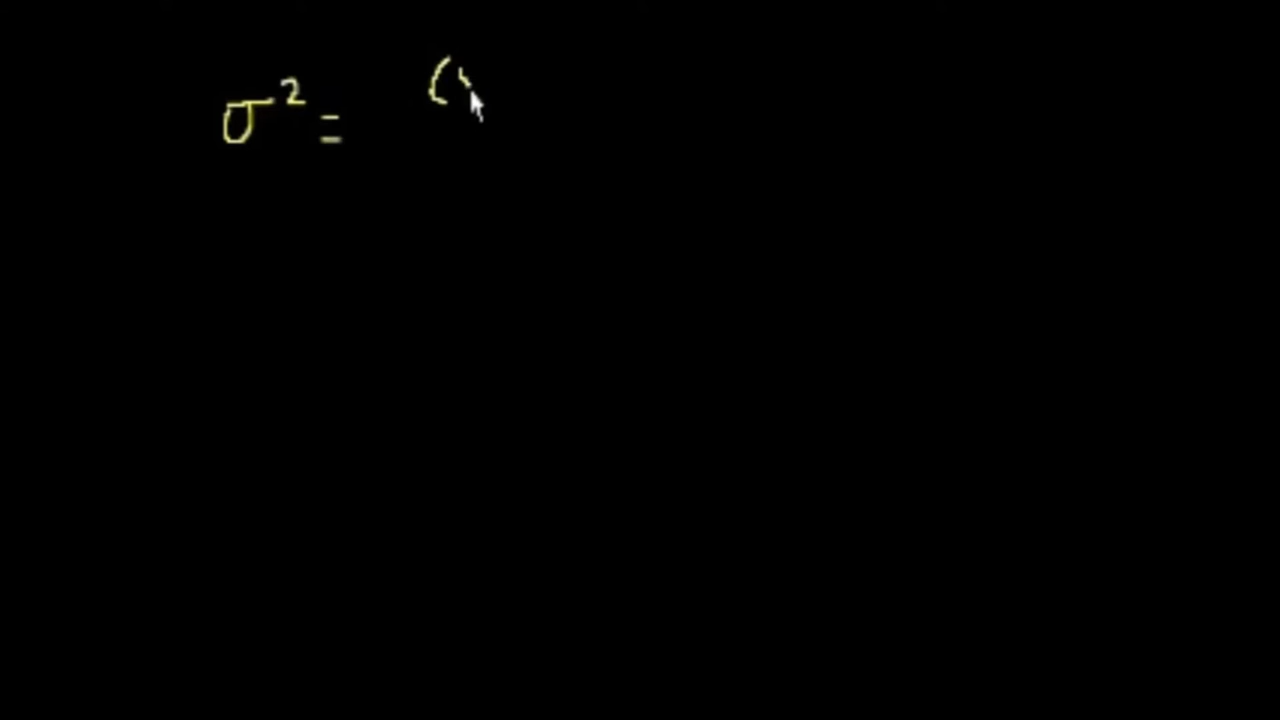 σ² = (